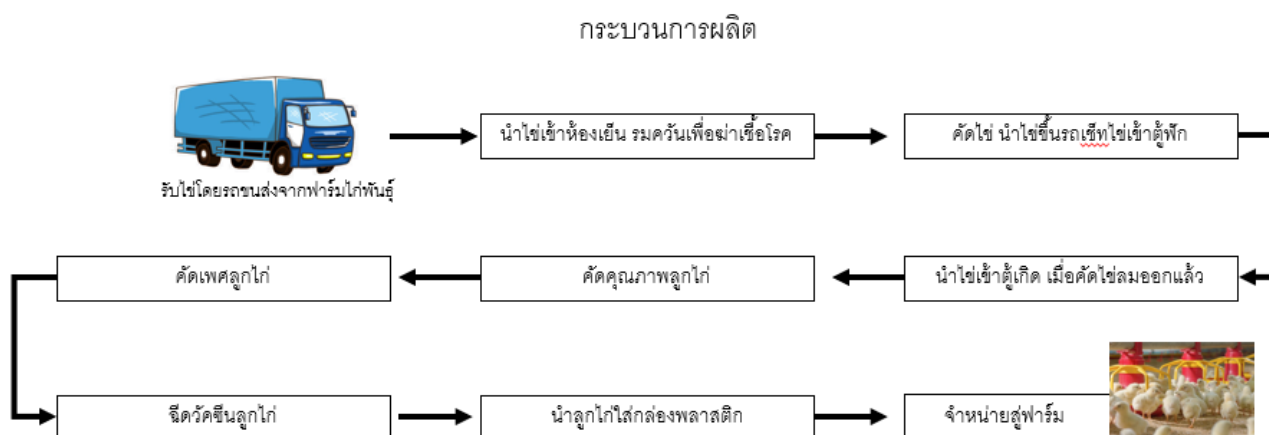 กระบวนการผลิต
รับไข่โดยรถขนส่งจากฟาร์มไก่พันธุ์
นำไข่เข้าห้องเย็น รมควันเพื่อฆ่าเชื้อโรค
คัดไข่ นำไข่ขึ้นรถเซ็ทไข่เข้าตู้ฟัก
นำไข่เข้าตู้เกิด เมื่อคัดไข่ลมออกแล้ว
คัดคุณภาพลูกไก่
คัดเพศลูกไก่
ฉีดวัคซีนลูกไก่
นำลูกไก่ใส่กล่องพลาสติก
จำหน่ายสู่ฟาร์ม